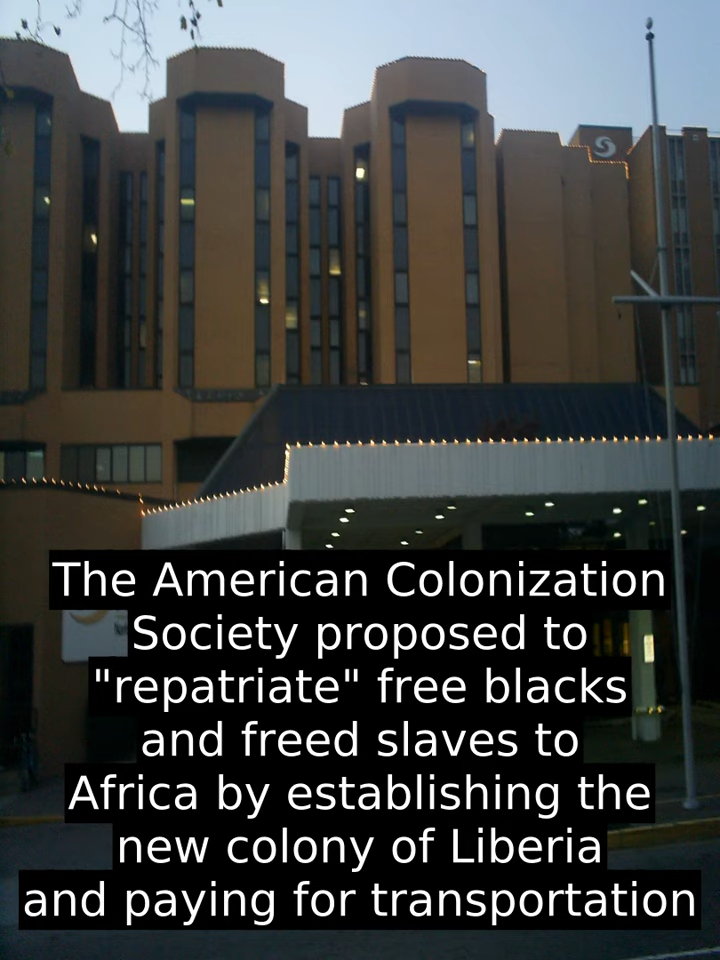 The American Colonization
Society proposed to
"repatriate" free blacks
and freed slaves to
Africa by establishing the
new colony of Liberia
and paying for transportation